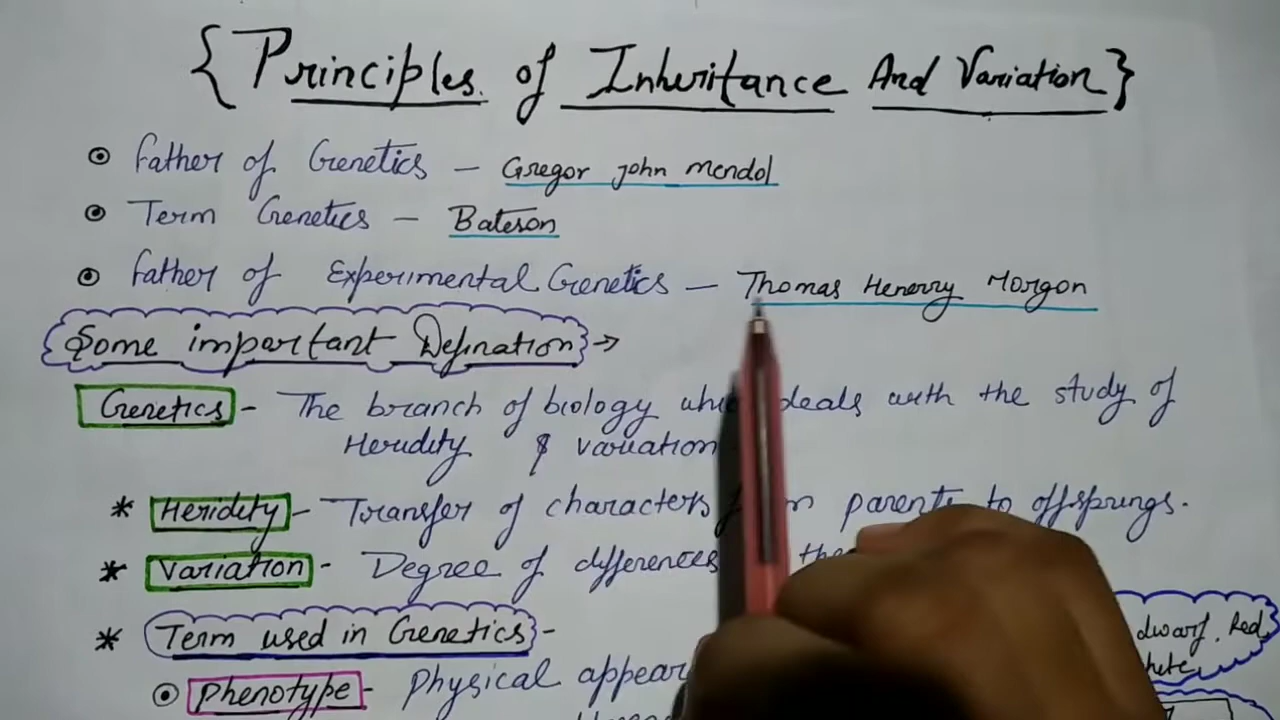 {Principles of Inheritance And Variation}
Father of Genetics - Gregor john mendol
Term Genetics - Bateson
Father of Experimental Genetics - Thomas Henerry Morgon
Some important Defination →
Genetics - The branch of biology deals with the study of
Heridity & variation
* Heridity - Transfer of characters parents to offsprings.
* Variation - Degree of differences
* Term used in Genetics -
dwarf, Red
Phenotype - Physical